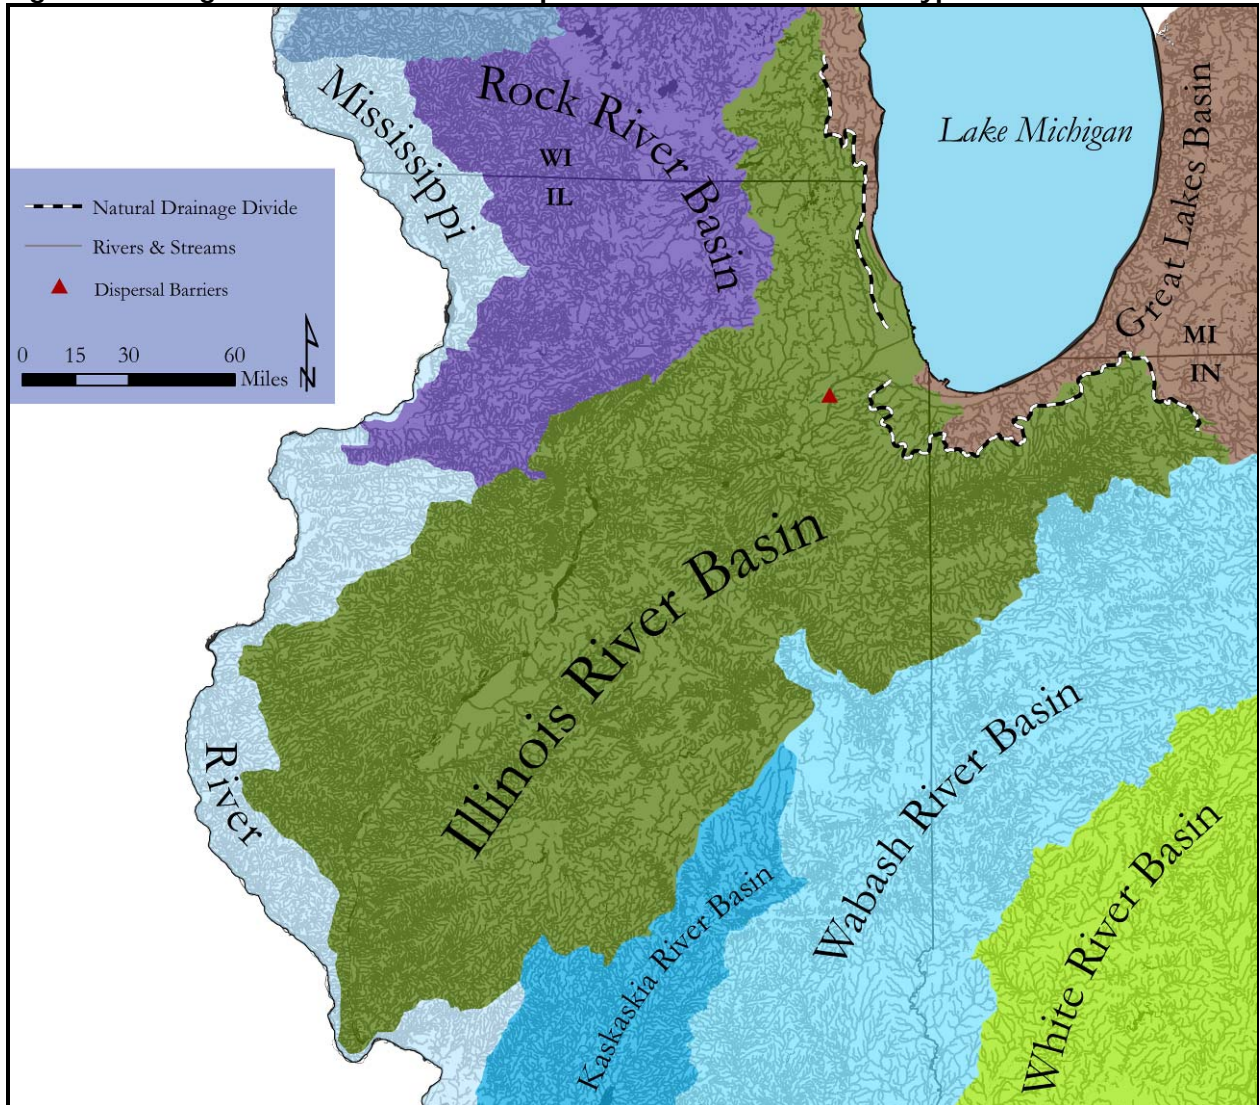 Rock River Basin
Mississippi
WI
IL
Lake Michigan
Great Lakes Basin
MI
IN
Natural Drainage Divide
Rivers & Streams
Dispersal Barriers
0 15 30 60
Miles
N
Illinois River Basin
River
Wabash River Basin
Kaskaskia River Basin
White River Basin